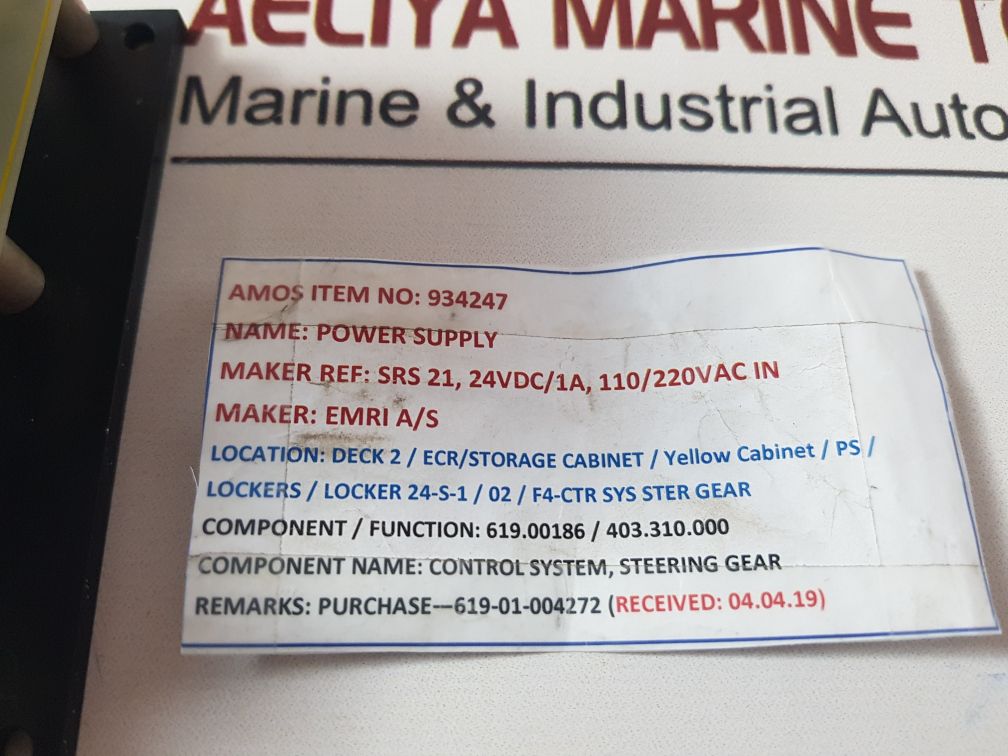 AELIYA MARINE
Marine & Industrial
AMOS ITEM NO: 934247
NAME: POWER SUPPLY
MAKER REF: SRS 21, 24VDC/1A, 110/220VAC IN
MAKER: EMRI A/S
LOCATION: DECK 2 / ECR/STORAGE CABINET / Yellow Cabinet / PS /
LOCKERS / LOCKER 24-S-1 / 02 / F4-CTR SYS STER GEAR
COMPONENT / FUNCTION: 619.00186 / 403.310.000
COMPONENT NAME: CONTROL SYSTEM, STEERING GEAR
REMARKS: PURCHASE---619-01-004272 (RECEIVED: 04.04.19)